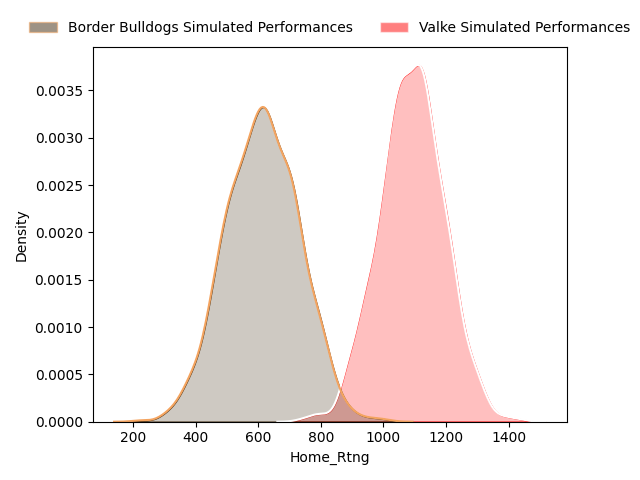 Border Bulldogs Simulated Performances Valke Simulated Performances
0.0035
0.0030
0.0025
0.0020
0.0015
0.0010
0.0005
0.0000
Density
200 400 600 800 1000 1200 1400
Home_Rtng